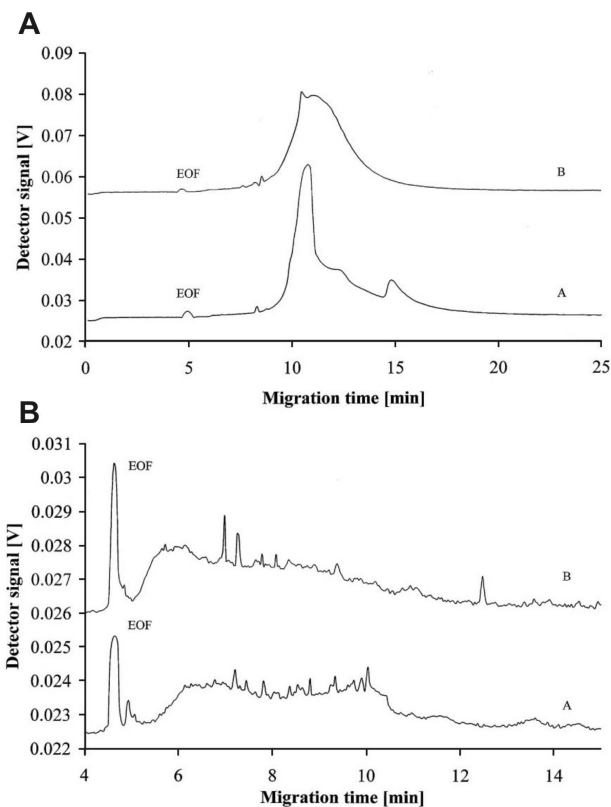 A
Detector signal [V]
0.09
0.08
0.07
0.06
0.05
0.04
0.03
0.02
EOF
B
EOF
A
0
5
10
15
20
25
Migration time [min]
B
Detector signal [V]
0.031
0.03
0.029
0.028
0.027
0.026
0.025
0.024
0.023
0.022
EOF
B
EOF
A
4
6
8
10
12
14
Migration time [min]